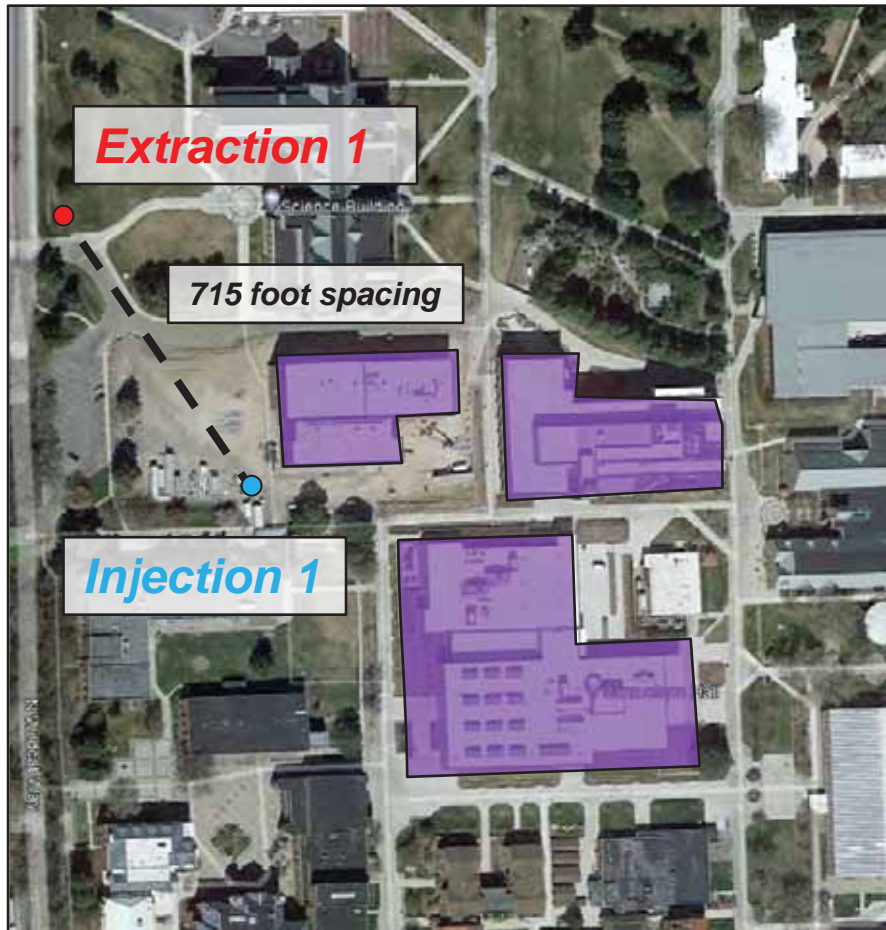 Extraction 1
Science Building
715 foot spacing
Injection 1